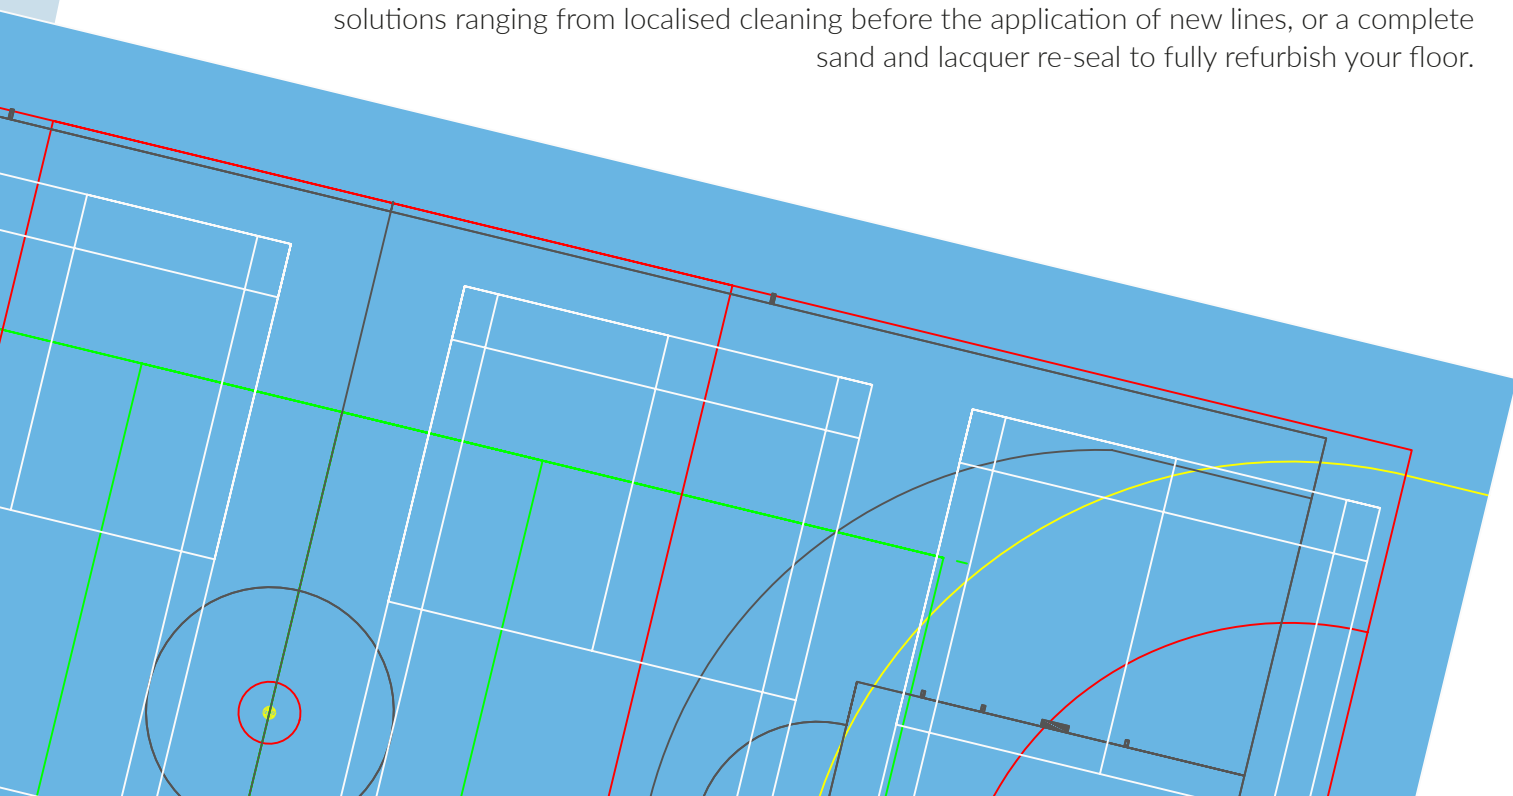 solutions ranging from localised cleaning before the application of new lines, or a complete
sand and lacquer re-seal to fully refurbish your floor.